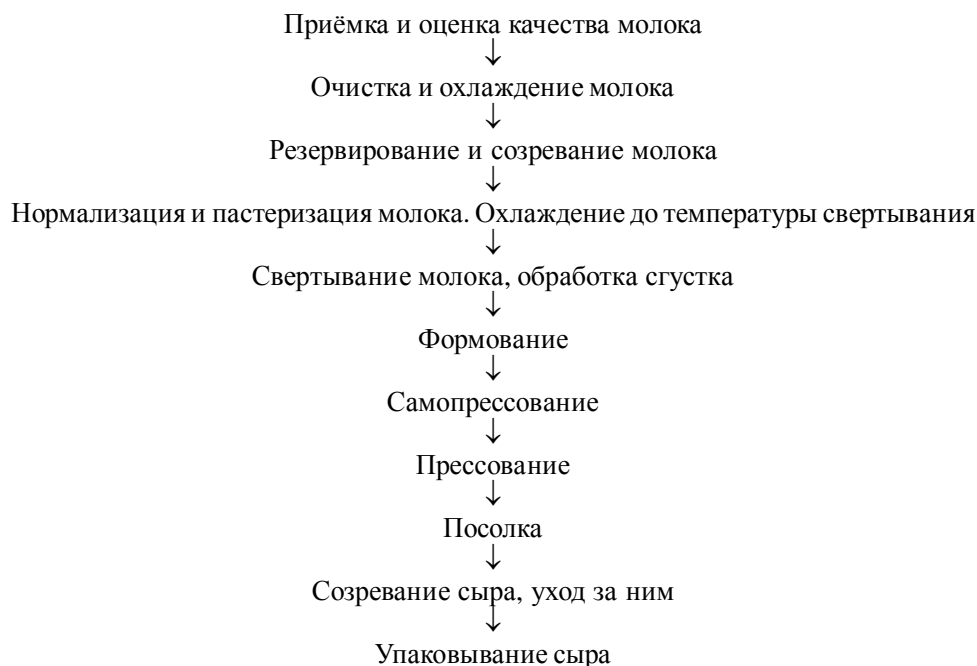 Приёмка и оценка качества молока
↓
Очистка и охлаждение молока
↓
Резервирование и созревание молока
↓
Нормализация и пастеризация молока. Охлаждение до температуры свертывания
↓
Свертывание молока, обработка сгустка
↓
Формование
↓
Самопрессование
↓
Прессование
↓
Посолка
↓
Созревание сыра, уход за ним
↓
Упаковывание сыра